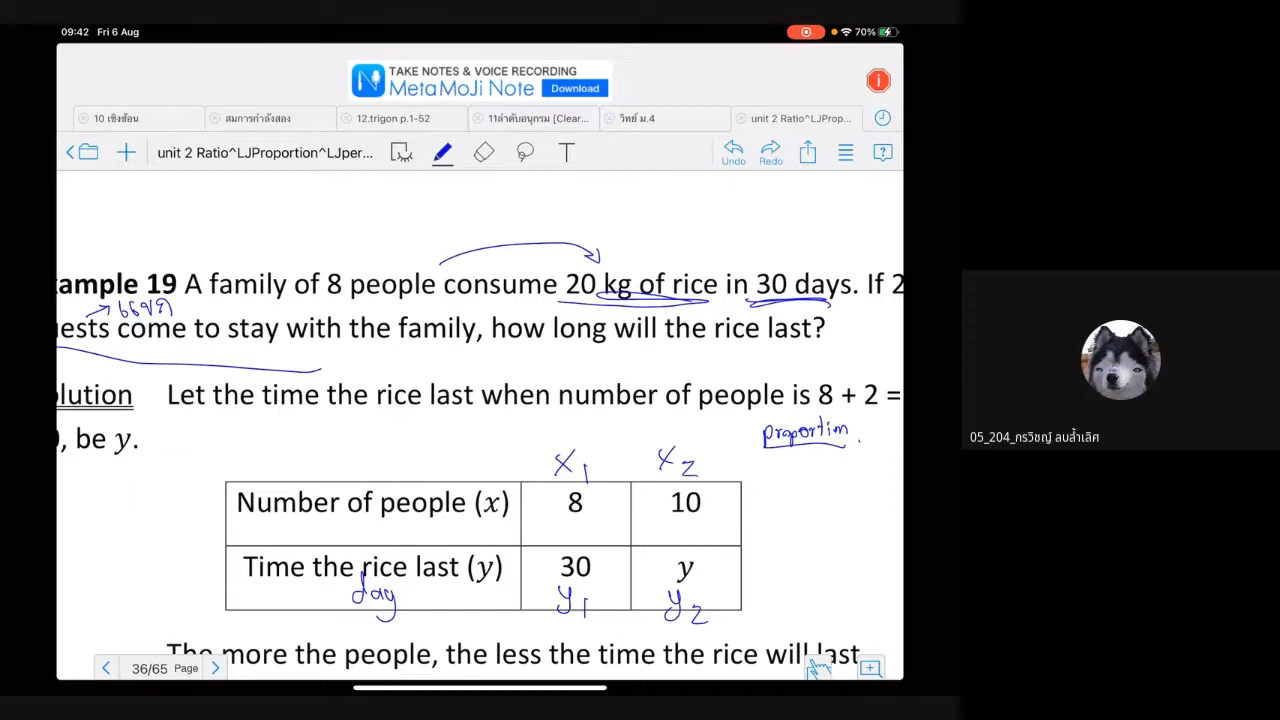 09:42 Fri 6 Aug
70%
TAKE NOTES & VOICE RECORDING
MetaMoJi Note Download
10 เชิงซ้อน
สมการกำลังสอง
12.trigon p.1-52
11ลำดับอนุกรม [Clear...
วิทย์ ม.4
unit 2 Ratio^LJProp...
unit 2 Ratio^LJProportion^LJper...
T
Undo
Redo
xample 19 A family of 8 people consume 20 kg of rice in 30 days. If 2
แขก
uests come to stay with the family, how long will the rice last?
olution Let the time the rice last when number of people is 8 + 2 =
0, be y.
proportion
x1 x2
Number of people (x) 8 10
Time the rice last (y) 30 y
day y1 y2
The more the people, the less the time the rice will last
36/65 Page
05_204_กรวิชญ์ ลบล้ำเลิศ